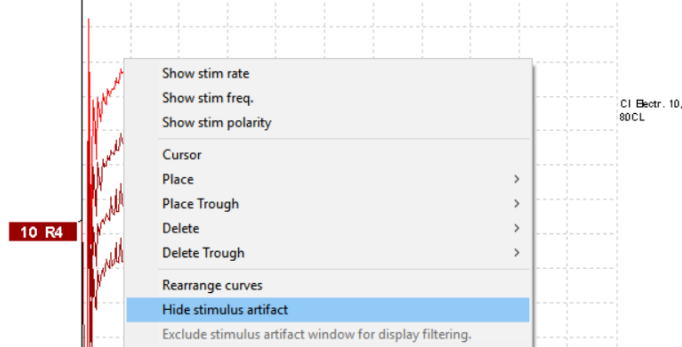 Show stim rate
Show stim freq.
Show stim polarity
CI Electr. 10,
80CL
Cursor
Place
Place Trough
Delete
10 R4
Delete Trough
Rearrange curves
Hide stimulus artifact
Exclude stimulus artifact window for display filtering.